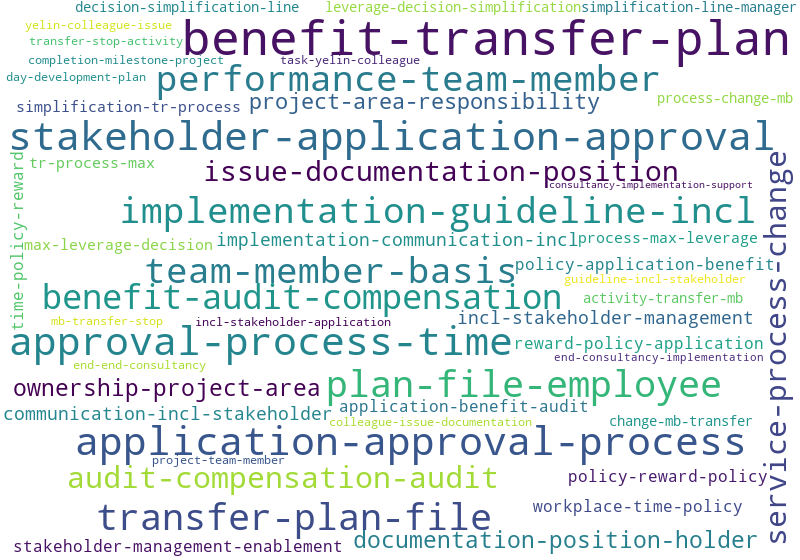 decision-simplification-line
leverage-decision-simplification
simplification-line-manager
yelin-colleague-issue
benefit-transfer-plan
transfer-stop-activity
completion-milestone-project
task-yelin-colleague
day-development-plan
performance-team-member
simplification-tr-process
project-area-responsibility
process-change-mb
stakeholder-application-approval
tr-process-max
issue-documentation-position
consultancy-implementation-support
time-policy-reward
service-process-change
implementation-guideline-incl
max-leverage-decision
implementation-communication-incl
process-max-leverage
team-member-basis
policy-application-benefit
guideline-incl-stakeholder
benefit-audit-compensation
activity-transfer-mb
mb-transfer-stop
incl-stakeholder-application
incl-stakeholder-management
approval-process-time
reward-policy-application
end-end-consultancy
end-consultancy-implementation
ownership-project-area
plan-file-employee
communication-incl-stakeholder
application-benefit-audit
colleague-issue-documentation
change-mb-transfer
application-approval-process
project-team-member
audit-compensation-audit
policy-reward-policy
transfer-plan-file
workplace-time-policy
stakeholder-management-enablement
documentation-position-holder